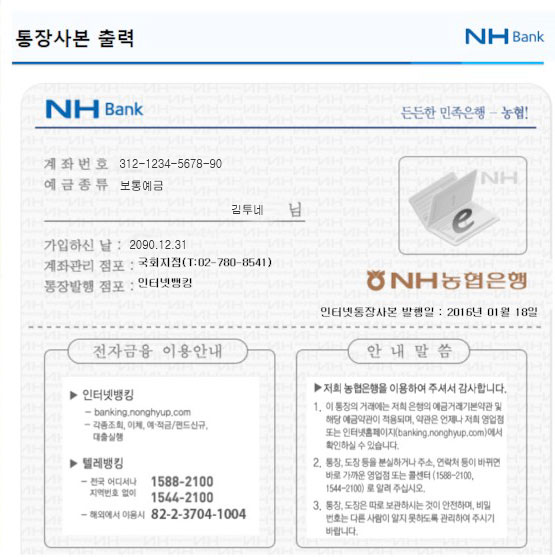 통장사본 출력
NH Bank
NH Bank
든든한 민족은행 - 농협!
계 좌 번 호 312-1234-5678-90
예 금 종 류 보통예금
김투네 님
가입하신 날 : 2090.12.31
계좌관리 점포 : 국회지점(T:02-780-8541)
통장발행 점포 : 인터넷뱅킹
NH
e
NH농협은행
인터넷통장사본 발행일 : 2016년 01월 18일
전자금융 이용안내
▶ 인터넷뱅킹
- banking.nonghyup.com
- 각종조회, 이체, 예·적금/펀드신규,
대출실행
▶ 텔레뱅킹
- 전국 어디서나 1588-2100
지역번호 없이 1544-2100
- 해외에서 이용시 82-2-3704-1004
안 내 말 씀
▶저희 농협은행을 이용하여 주셔서 감사합니다.
1. 이 통장의 거래에는 저희 은행의 예금거래기본약관 및
해당 예금약관이 적용되며, 약관은 언제나 저희 영업점
또는 인터넷홈페이지(banking.nonghyup.com)에서
확인하실 수 있습니다.
2. 통장, 도장 등을 분실하거나 주소, 연락처 등이 바뀌면
바로 가까운 영업점 또는 콜센터 (1588-2100,
1544-2100) 로 알려 주십시오.
3. 통장, 도장은 따로 보관하시는 것이 안전하며, 비밀
번호는 다른 사람이 알지 못하도록 관리하여 주시기
바랍니다.